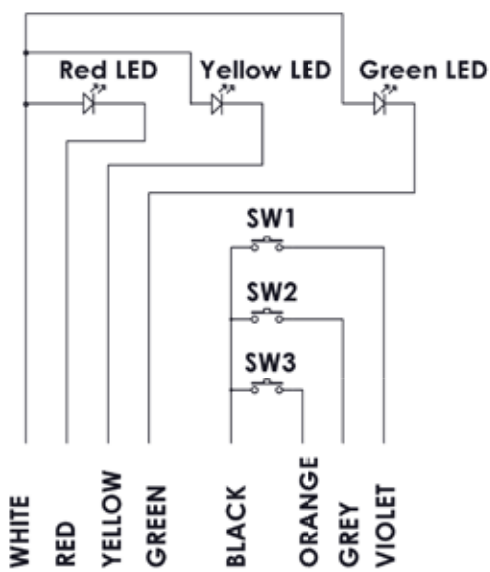 Red LED
Yellow LED
Green LED
SW1
SW2
SW3
WHITE
RED
YELLOW
GREEN
BLACK
ORANGE
GREY
VIOLET